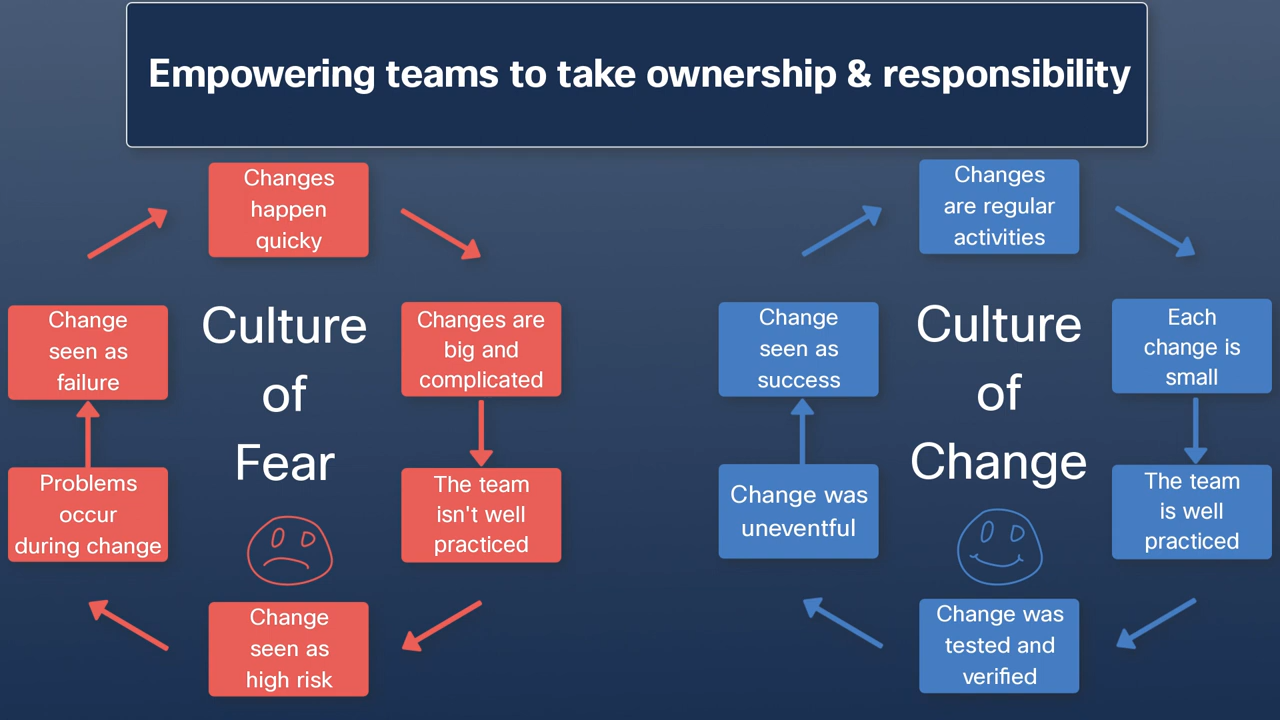 Empowering teams to take ownership & responsibility
Changes
happen
quicky
Changes are
big and
complicated
The team
isn't well
practiced
Change
seen as
high risk
Problems
occur
during change
Change
seen as
failure
Culture
of
Fear
Changes
are regular
activities
Each
change is
small
The team
is well
practiced
Change was
tested and
verified
Change was
uneventful
Change
seen as
success
Culture
of
Change